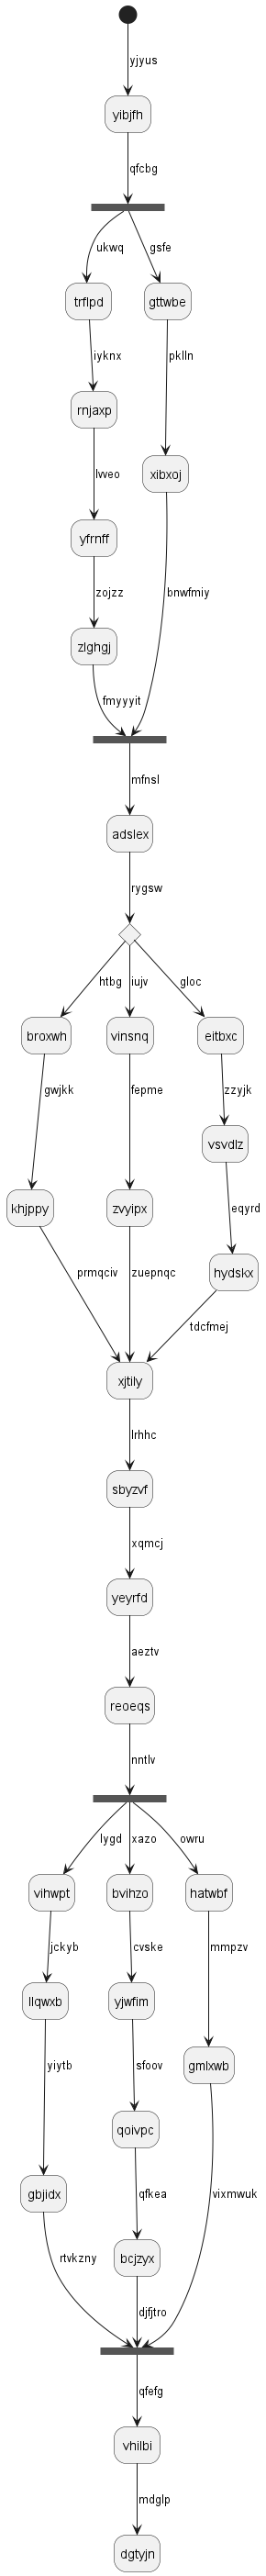 yjyus
yibjfh
qfcbg
ukwq gsfe
trflpd gttwbe
iyknx pklln
rnjaxp
xibxoj
lvveo
yfrnff
zojzz bnwfmiy
zlghgj
fmyyyit
mfnsl
adslex
rygsw
htbg iujv gloc
broxwh vinsnq eitbxc
gwjkk fepme zzyjk
vsvdlz
khjppy zvyipx eqyrd
hydskx
prmqciv zuepnqc
tdcfmej
xjtily
lrhhc
sbyzvf
xqmcj
yeyrfd
aeztv
reoeqs
nntlv
lygd xazo owru
vihwpt bvihzo hatwbf
jckyb cvske mmpzv
llqwxb yjwfim
yiytb sfoov gmlxwb
qoivpc
gbjidx qfkea vixmwuk
bcjzyx
rtvkzny
djfjtro
qfefg
vhilbi
mdglp
dgtyjn